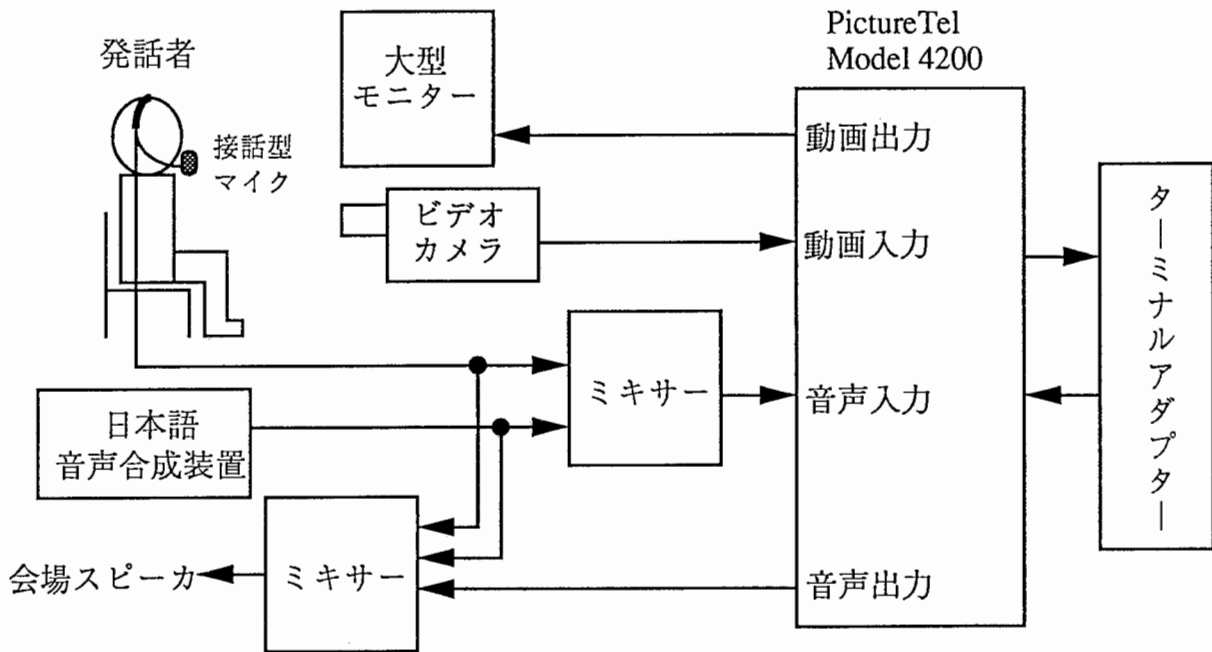 PictureTel
Model 4200
発話者
大型
モニター
接話型
マイク
動画出力
ビデオ
カメラ
動画入力
ターミナルアダプター
ミキサー
音声入力
日本語
音声合成装置
会場スピーカ
ミキサー
音声出力